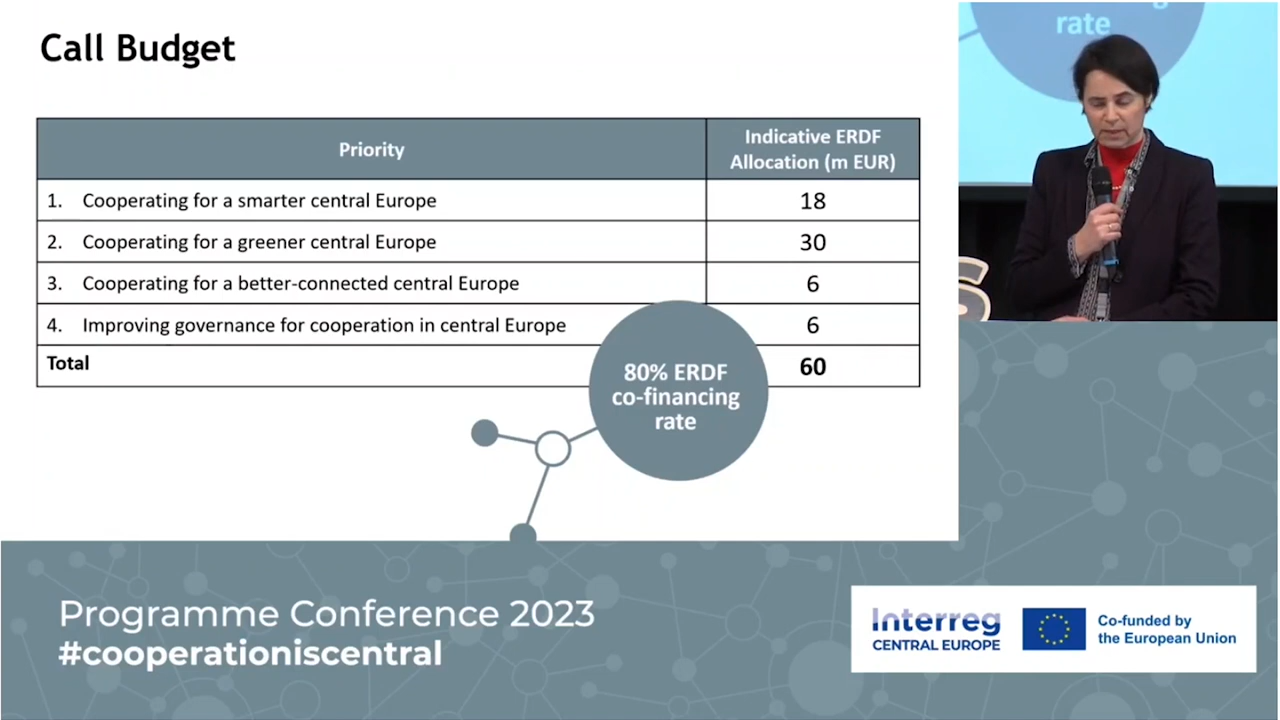 Call Budget
Priority
Indicative ERDF
Allocation (m EUR)
1. Cooperating for a smarter central Europe 18
2. Cooperating for a greener central Europe 30
3. Cooperating for a better-connected central Europe 6
4. Improving governance for cooperation in central Europe 6
Total 60
80% ERDF
co-financing
rate
rate
Programme Conference 2023
#cooperationiscentral
Interreg
CENTRAL EUROPE
Co-funded by
the European Union